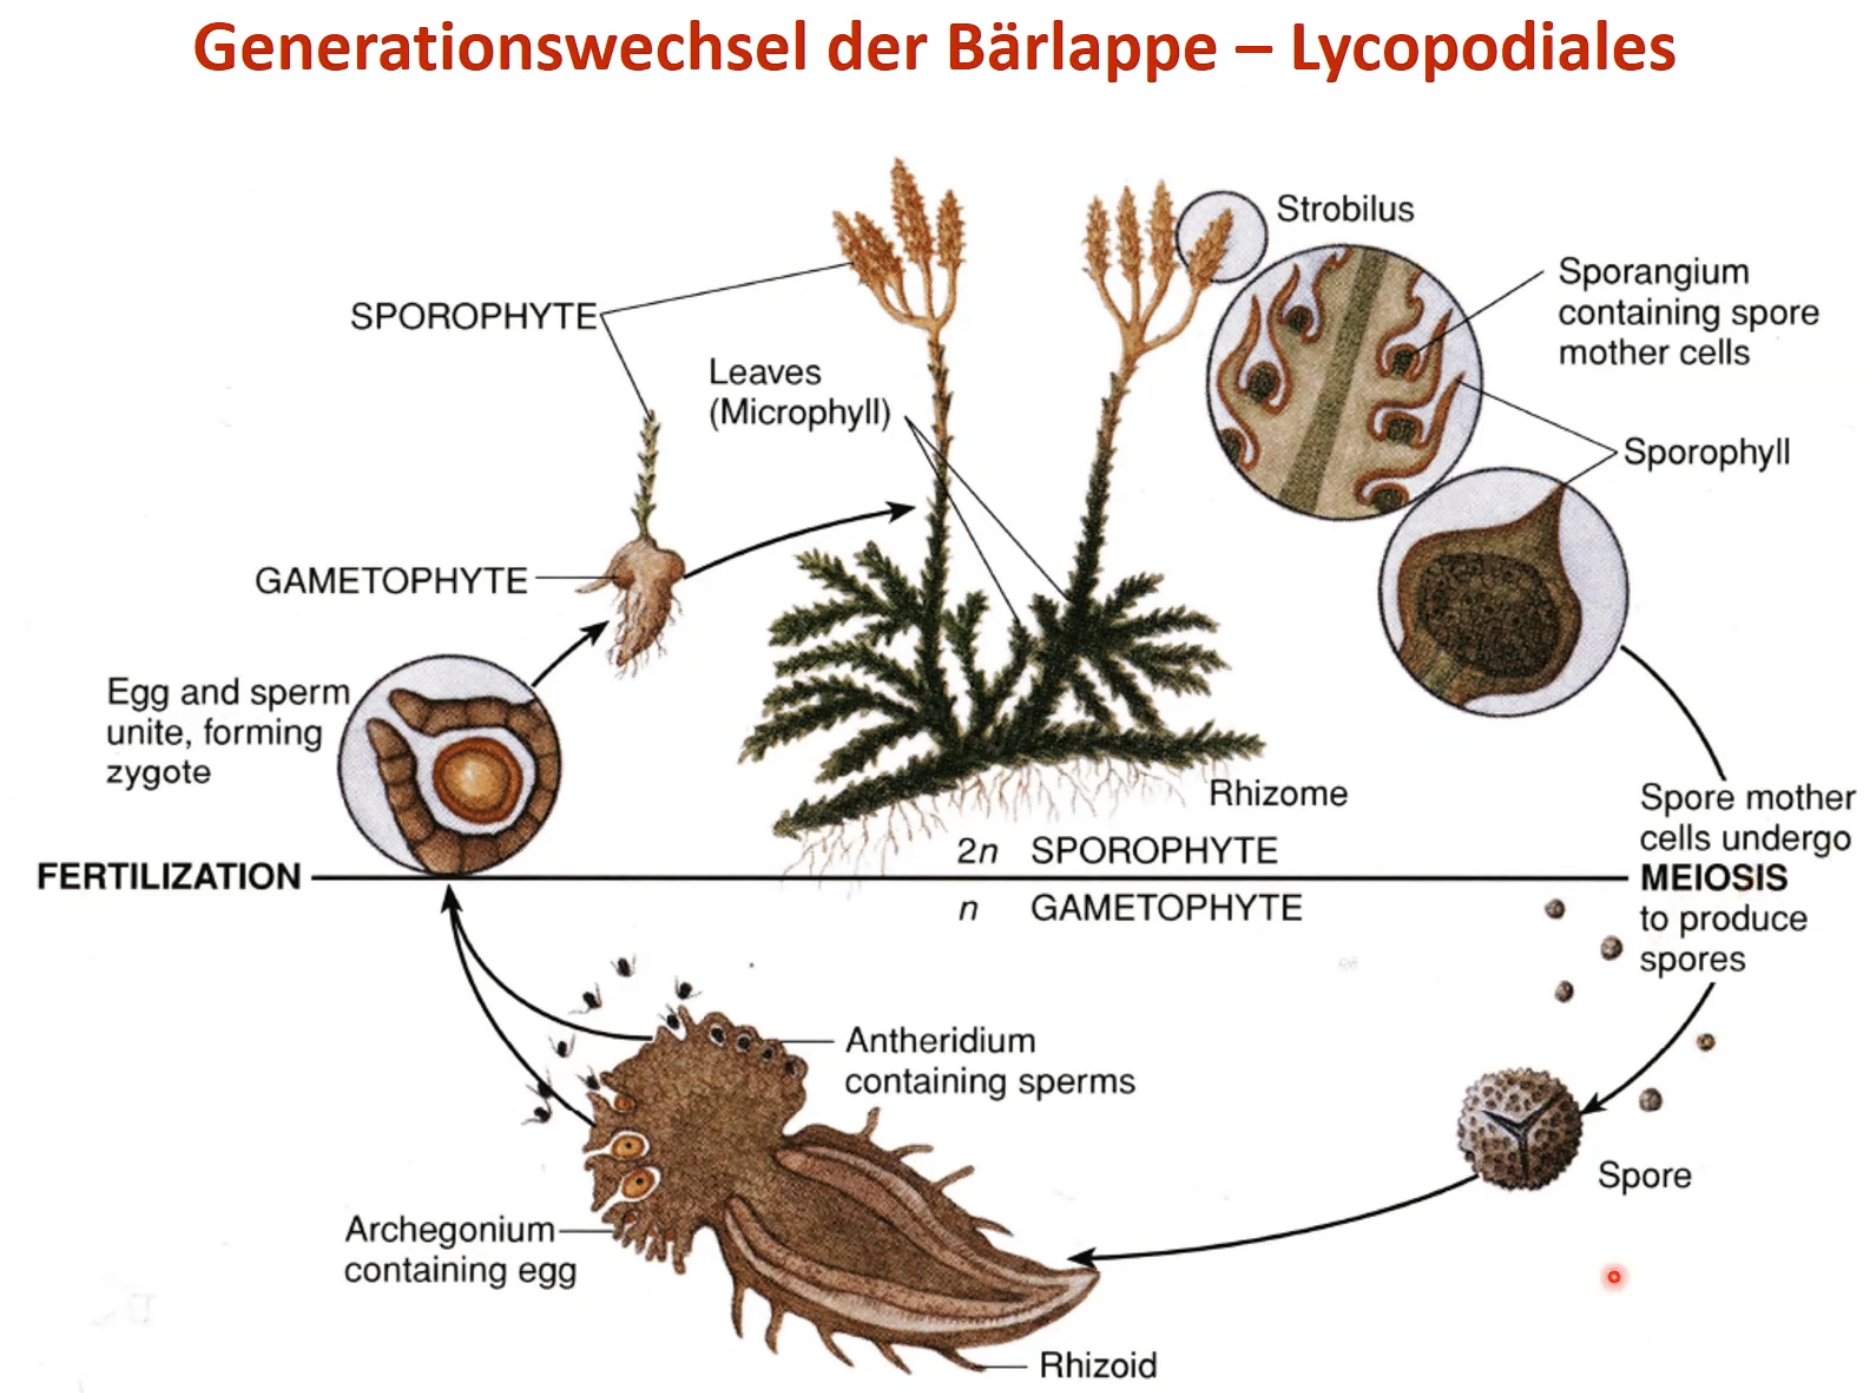 Generationswechsel der Bärlappe – Lycopodiales
Strobilus
Sporangium
containing spore
mother cells
SPOROPHYTE
Leaves
(Microphyll)
Sporophyll
GAMETOPHYTE
Egg and sperm
unite, forming
zygote
Rhizome
Spore mother
cells undergo
MEIOSIS
to produce
spores
2n SPOROPHYTE
FERTILIZATION
n GAMETOPHYTE
Antheridium
containing sperms
Spore
Archegonium
containing egg
Rhizoid